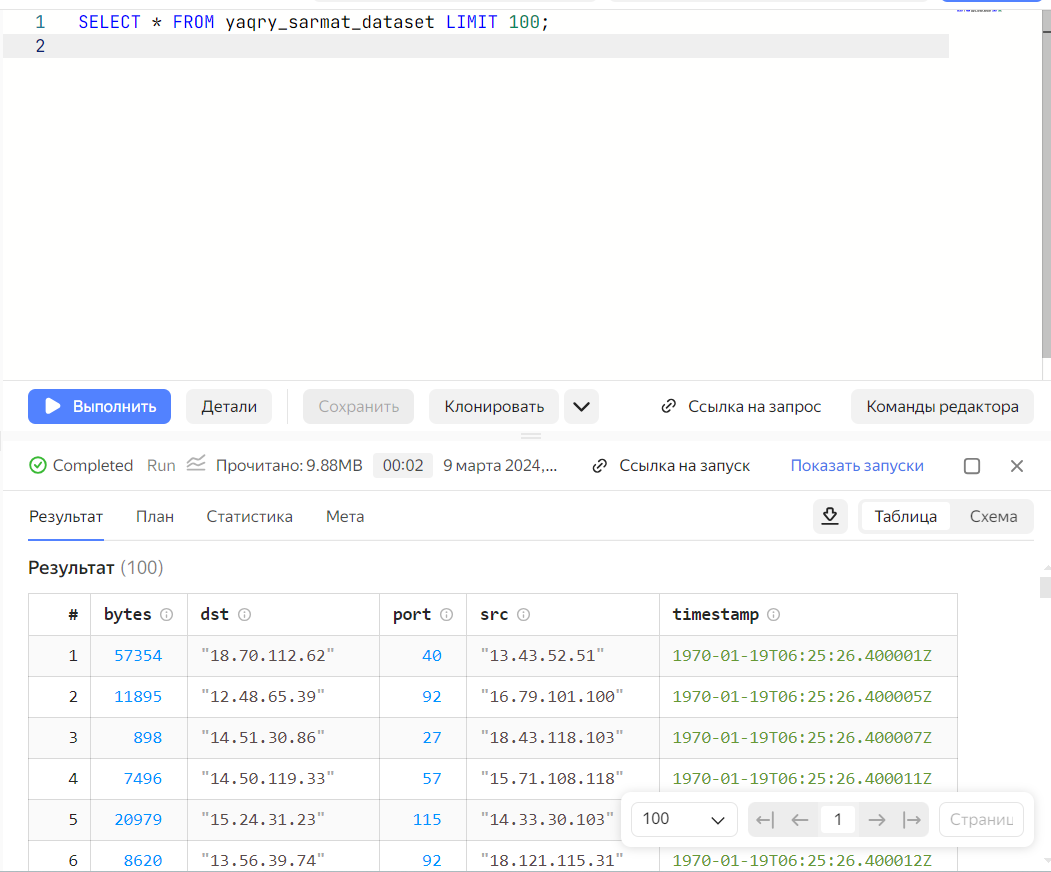 1 SELECT * FROM yaqry_sarmat_dataset LIMIT 100;
2
Выполнить Детали Сохранить Клонировать Ссылка на запрос Команды редактора
Completed Run Прочитано: 9.88MB 00:02 9 марта 2024,... Ссылка на запуск Показать запуски
Результат План Статистика Мета Таблица Схема
Результат (100)
# bytes dst port src timestamp
1 57354 "18.70.112.62" 40 "13.43.52.51" 1970-01-19T06:25:26.400001Z
2 11895 "12.48.65.39" 92 "16.79.101.100" 1970-01-19T06:25:26.400005Z
3 898 "14.51.30.86" 27 "18.43.118.103" 1970-01-19T06:25:26.400007Z
4 7496 "14.50.119.33" 57 "15.71.108.118" 1970-01-19T06:25:26.400011Z
5 20979 "15.24.31.23" 115 "14.33.30.103"
100 1 Страниц
6 8620 "13.56.39.74" 92 "18.121.115.31" 1970-01-19T06:25:26.400012Z